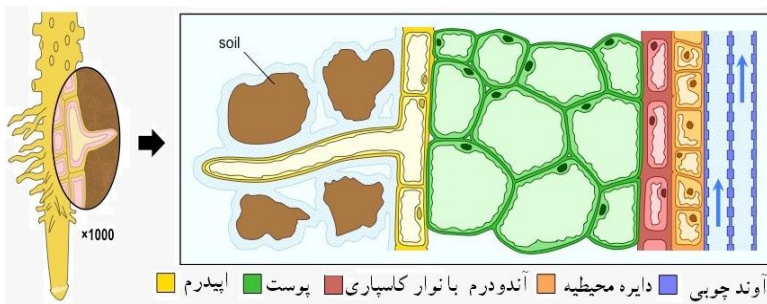 soil
×1000
اپیدرم پوست آندودرم با نوار کاسپاری دایره محیطیه آوند چوبی